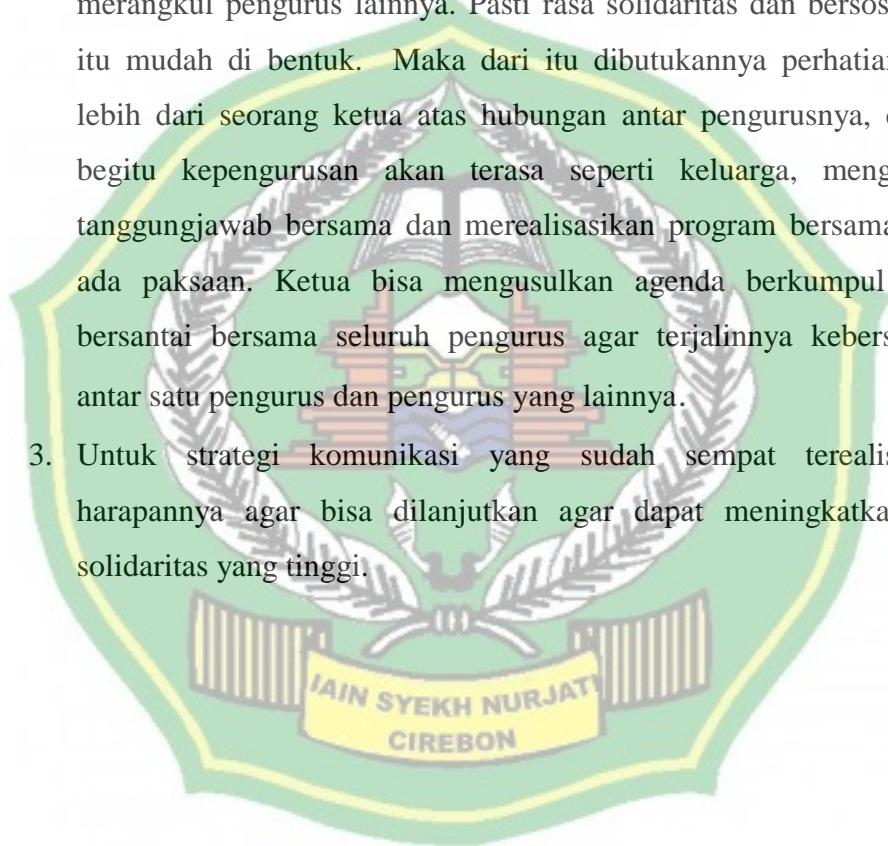 merangkul pengurus lainnya. Pasti rasa solidaritas dan bersos
itu mudah di bentuk. Maka dari itu dibutukannya perhatian
lebih dari seorang ketua atas hubungan antar pengurusnya,
begitu kepengurusan akan terasa seperti keluarga, meng
tanggungjawab bersama dan merealisasikan program bersama
ada paksaan. Ketua bisa mengusulkan agenda berkumpul
bersantai bersama seluruh pengurus agar terjalinnya kebers
antar satu pengurus dan pengurus yang lainnya.
3. Untuk strategi komunikasi yang sudah sempat terealis
harapannya agar bisa dilanjutkan agar dapat meningkatka
solidaritas yang tinggi.
IAIN SYEKH NURJATI
CIREBON